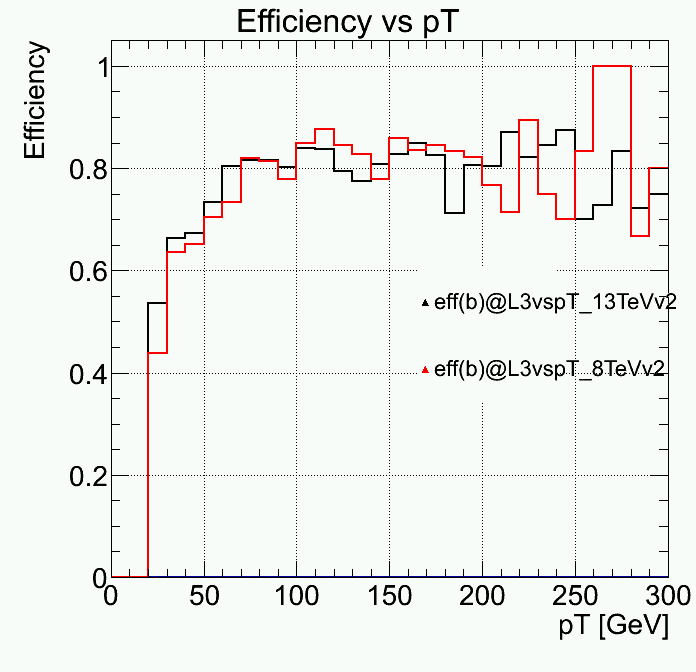 Efficiency vs pT
Efficiency
1
0.8
0.6
0.4
0.2
0
eff(b)@L3vspT_13TeVv2
eff(b)@L3vspT_8TeVv2
0 50 100 150 200 250 300
pT [GeV]